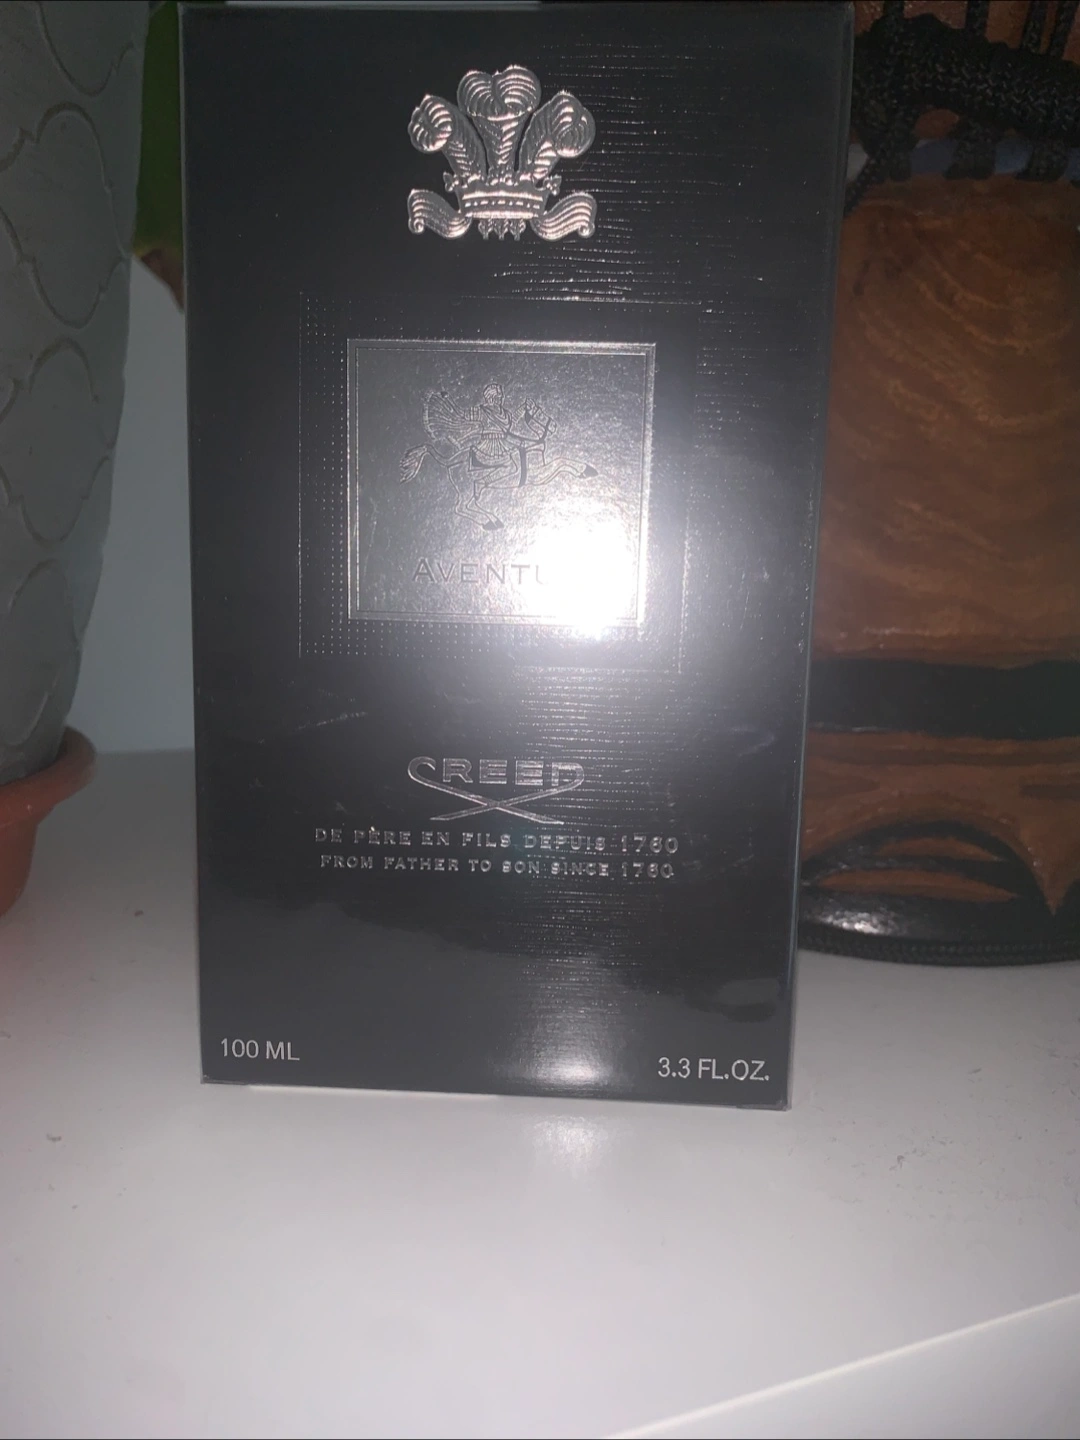 AVENTU
CREED
DE PÈRE EN FILS DEPUIS 1760
FROM FATHER TO SON SINCE 1760
100 ML
3.3 FL.OZ.